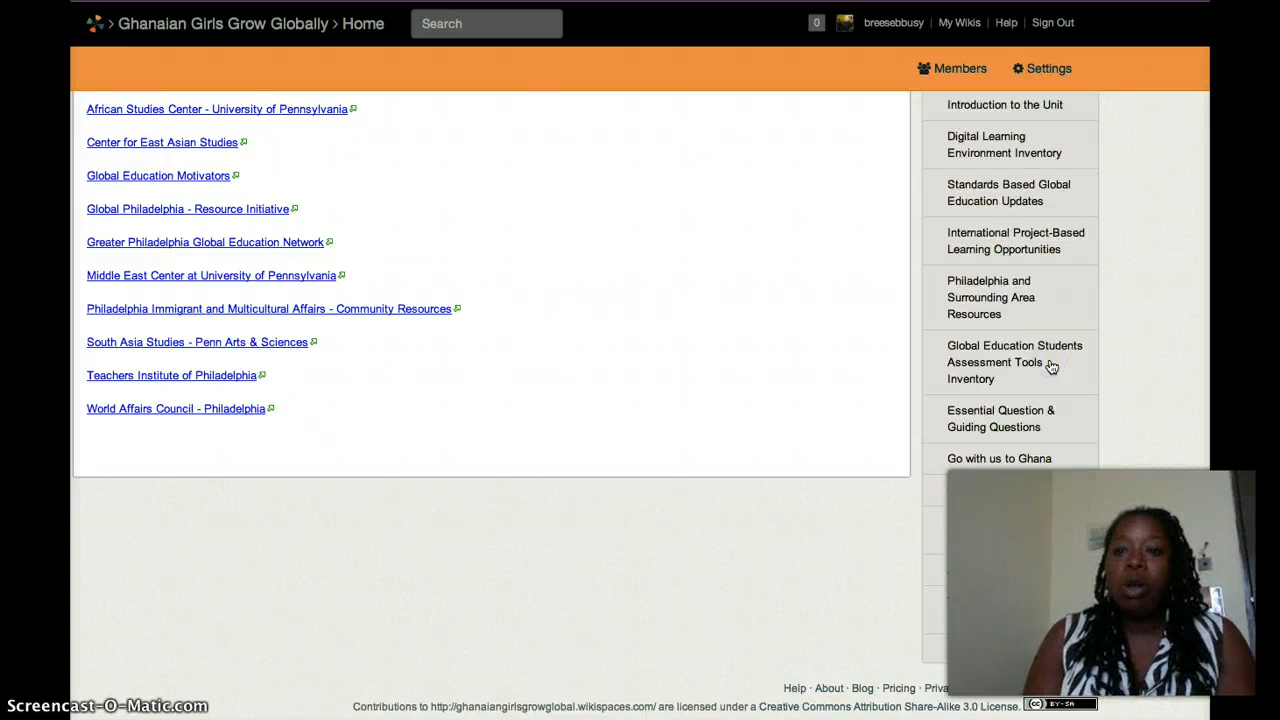 Ghanaian Girls Grow Globally › Home
Search
0
breesebbusy
My Wikis
Help
Sign Out
Members
Settings
African Studies Center - University of Pennsylvania
Center for East Asian Studies
Global Education Motivators
Global Philadelphia - Resource Initiative
Greater Philadelphia Global Education Network
Middle East Center at University of Pennsylvania
Philadelphia Immigrant and Multicultural Affairs - Community Resources
South Asia Studies - Penn Arts & Sciences
Teachers Institute of Philadelphia
World Affairs Council - Philadelphia
Introduction to the Unit
Digital Learning
Environment Inventory
Standards Based Global
Education Updates
International Project-Based
Learning Opportunities
Philadelphia and
Surrounding Area
Resources
Global Education Students
Assessment Tools
Inventory
Essential Question &
Guiding Questions
Go with us to Ghana
Help · About · Blog · Pricing ·
Contributions to http://ghanaiangirlsgrowglobal.wikispaces.com/ are licensed under a Creative Commons Attribution Share-Alike 3.0 License.
(cc) BY-SA
Screencast-O-Matic.com